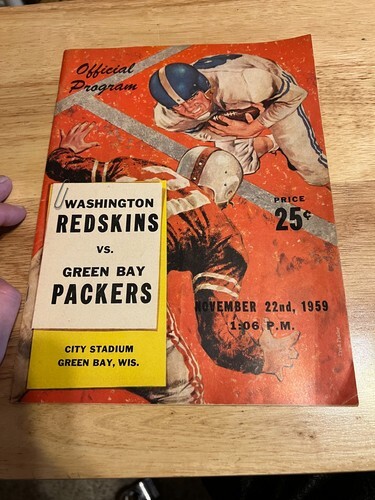 Official
Program
WASHINGTON
REDSKINS
VS.
GREEN BAY
PACKERS
CITY STADIUM
GREEN BAY, WIS.
PRICE
25¢
NOVEMBER 22nd, 1959
1:06 P.M.